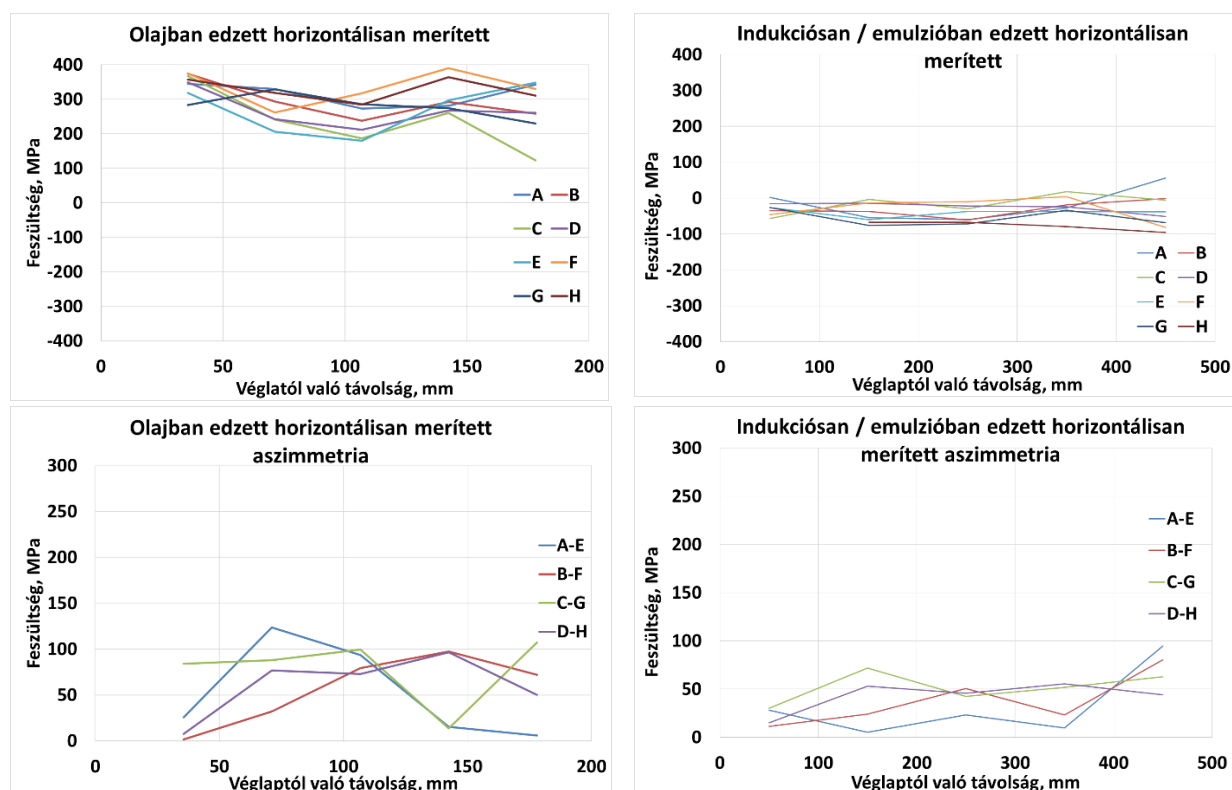 Olajban edzett horizontálisan merített
400
300
200
100
0
-100
-200
-300
-400
Feszültség, MPa
A B
C D
E F
G H
0 50 100 150 200
Véglatól való távolság, mm
Indukciósan / emulzióban edzett horizontálisan
merített
400
300
200
100
0
-100
-200
-300
-400
Feszültség, MPa
A B
C D
E F
G H
0 100 200 300 400 500
Véglaptól való távolság, mm
Olajban edzett horizontálisan merített
aszimmetria
300
250
200
150
100
50
0
Feszültség, MPa
A-E
B-F
C-G
D-H
0 50 100 150 200
Véglaptól való távolság, mm
Indukciósan / emulzióban edzett horizontálisan
merített aszimmetria
300
250
200
150
100
50
0
Feszültség, MPa
A-E
B-F
C-G
D-H
0 50 100 150 200 250 300 350 400 450 500
Véglaptól való távolság, mm